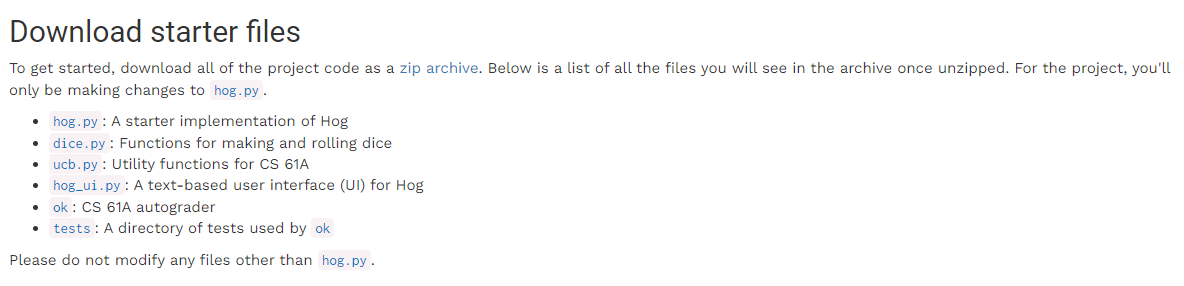 Download starter files
To get started, download all of the project code as a zip archive. Below is a list of all the files you will see in the archive once unzipped. For the project, you'll
only be making changes to hog.py.
• hog.py: A starter implementation of Hog
• dice.py: Functions for making and rolling dice
• ucb.py: Utility functions for CS 61A
• hog_ui.py: A text-based user interface (UI) for Hog
• ok: CS 61A autograder
• tests: A directory of tests used by ok
Please do not modify any files other than hog.py.